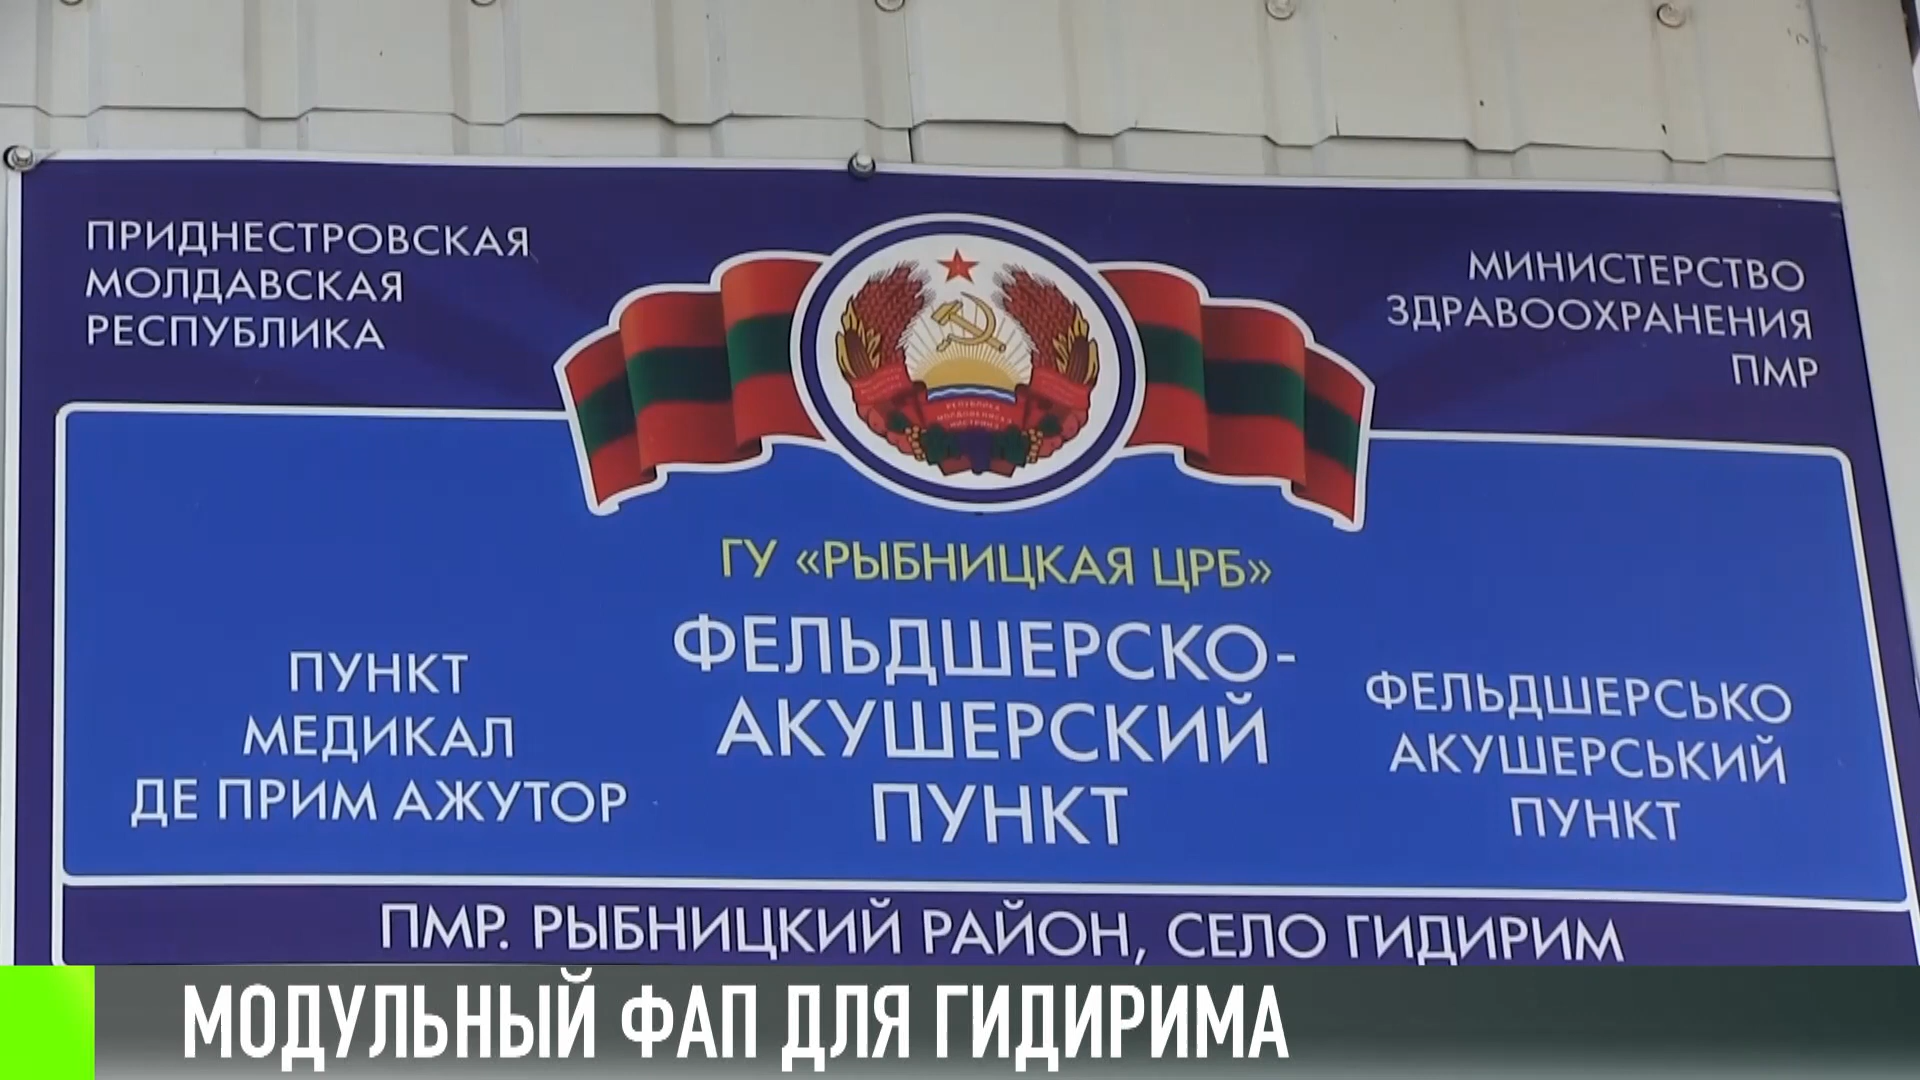 ПРИДНЕСТРОВСКАЯ
МОЛДАВСКАЯ
РЕСПУБЛИКА
МИНИСТЕРСТВО
ЗДРАВООХРАНЕНИЯ
ПМР
ГУ «РЫБНИЦКАЯ ЦРБ»
ПУНКТ
МЕДИКАЛ
ДЕ ПРИМ АЖУТОР
ФЕЛЬДШЕРСКО-
АКУШЕРСКИЙ
ПУНКТ
ФЕЛЬДШЕРСЬКО
АКУШЕРСЬКИЙ
ПУНКТ
ПМР. РЫБНИЦКИЙ РАЙОН, СЕЛО ГИДИРИМ
МОДУЛЬНЫЙ ФАП ДЛЯ ГИДИРИМА